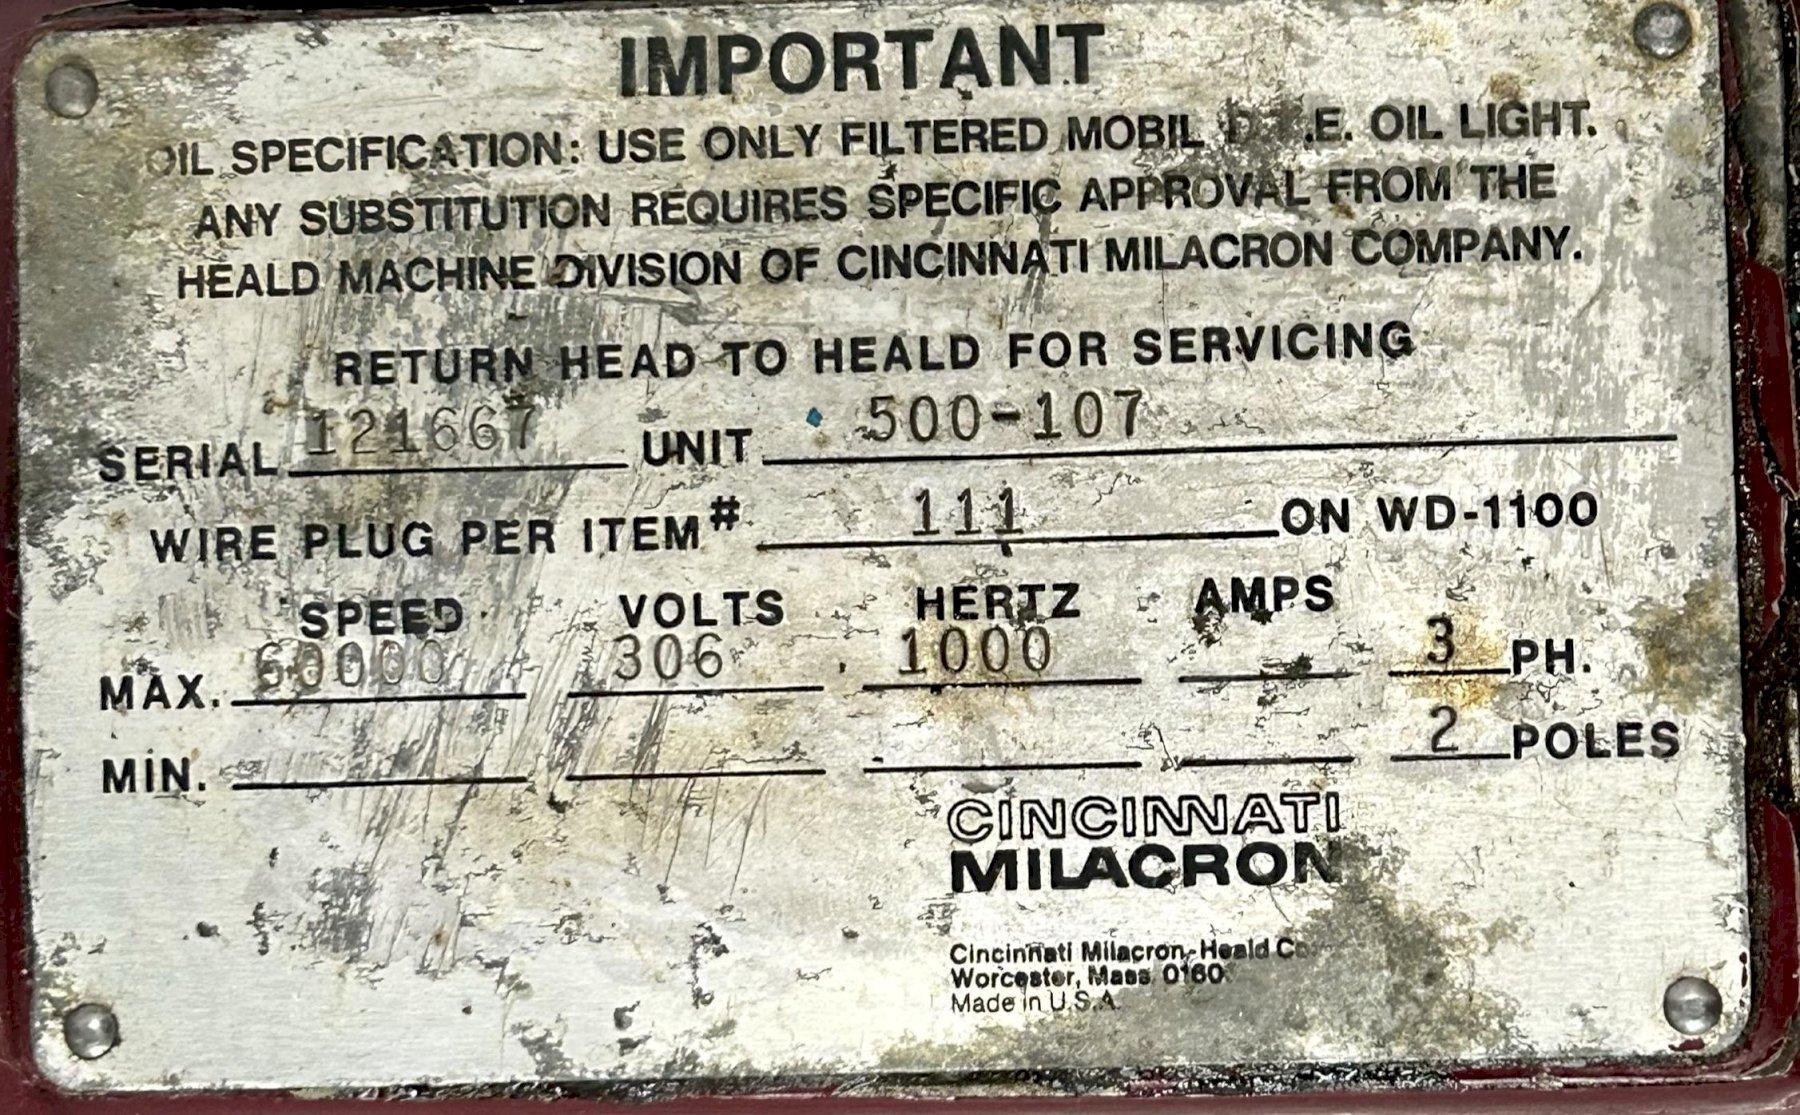 IMPORTANT
OIL SPECIFICATION: USE ONLY FILTERED MOBIL .E. OIL LIGHT.
ANY SUBSTITUTION REQUIRES SPECIFIC APPROVAL FROM THE
HEALD MACHINE DIVISION OF CINCINNATI MILACRON COMPANY.
RETURN HEAD TO HEALD FOR SERVICING
SERIAL 121667 UNIT 500-107
WIRE PLUG PER ITEM # 111 ON WD-1100
SPEED VOLTS HERTZ AMPS
MAX. 60000 306 1000 3 PH.
MIN. 2 POLES
CINCINNATI
MILACRON
Cincinnati Milacron-Heald
Worcester, Mass
Made in U.S.A.